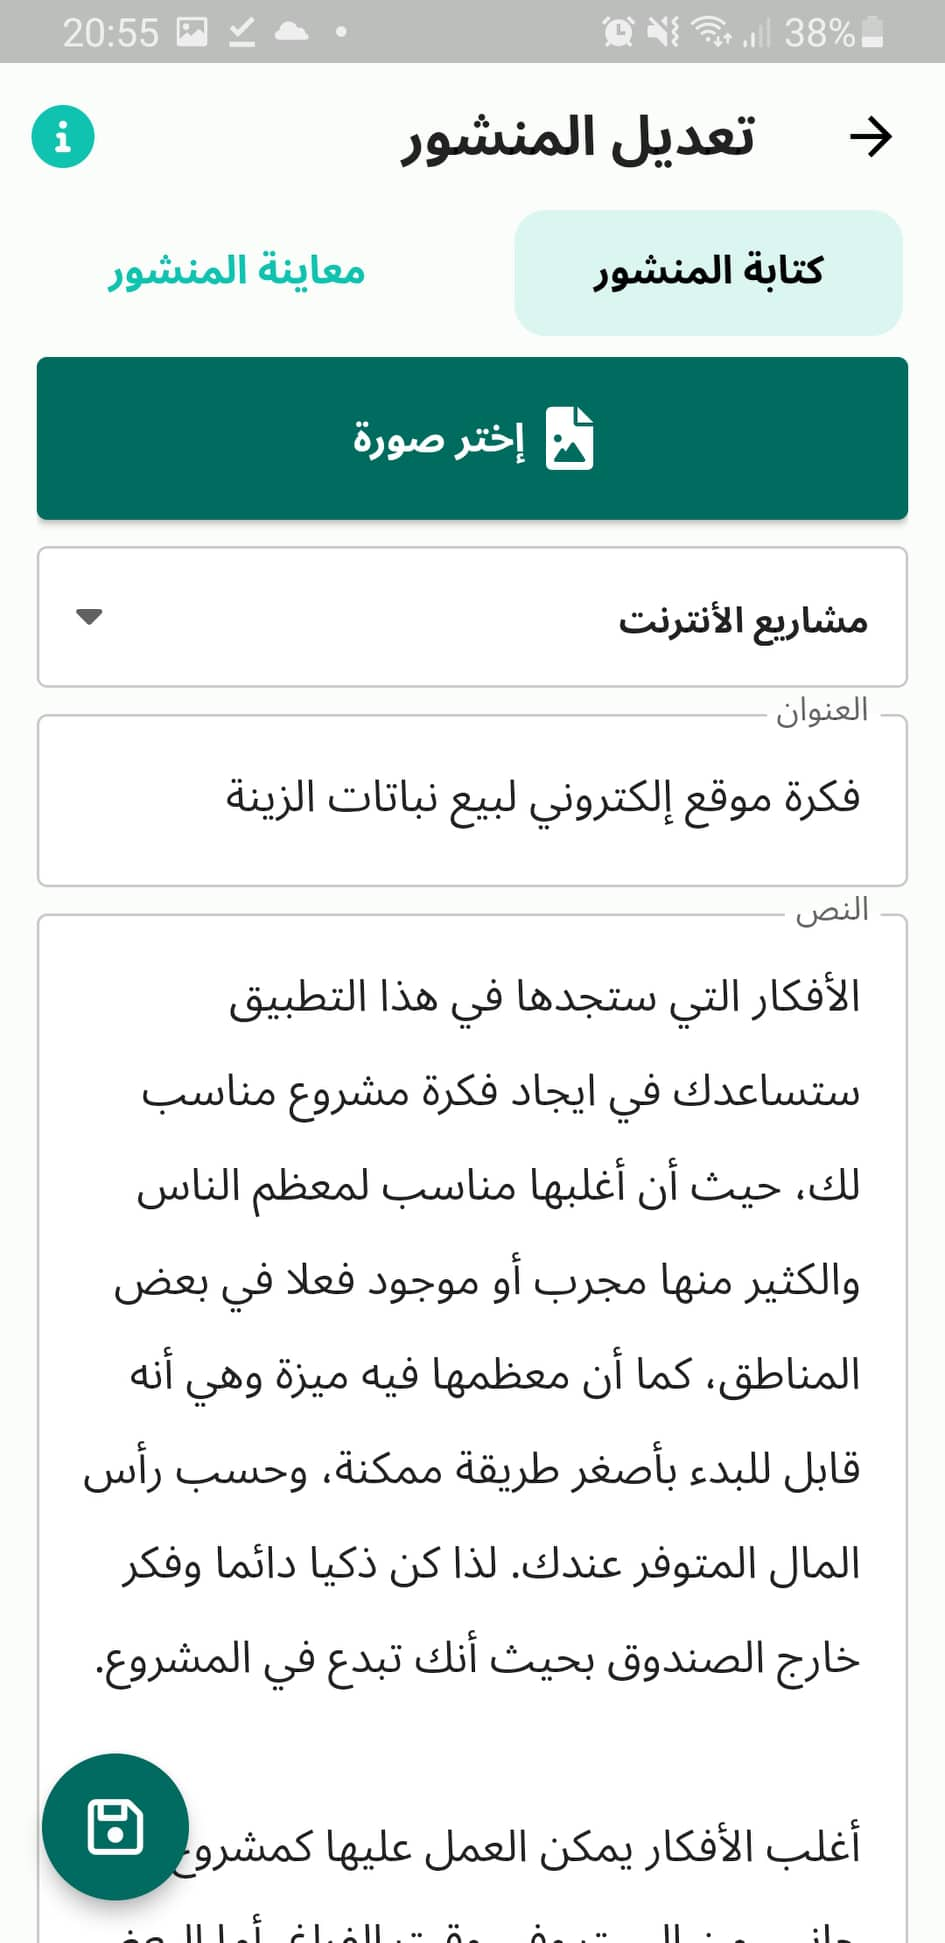 20:55
38%
تعديل المنشور
كتابة المنشور
معاينة المنشور
إختر صورة
مشاريع الأنترنت
العنوان
فكرة موقع إلكتروني لبيع نباتات الزينة
النص
الأفكار التي ستجدها في هذا التطبيق
ستساعدك في ايجاد فكرة مشروع مناسب
لك، حيث أن أغلبها مناسب لمعظم الناس
والكثير منها مجرب أو موجود فعلا في بعض
المناطق، كما أن معظمها فيه ميزة وهي أنه
قابل للبدء بأصغر طريقة ممكنة، وحسب رأس
المال المتوفر عندك. لذا كن ذكيا دائما وفكر
خارج الصندوق بحيث أنك تبدع في المشروع.
أغلب الأفكار يمكن العمل عليها كمشروع